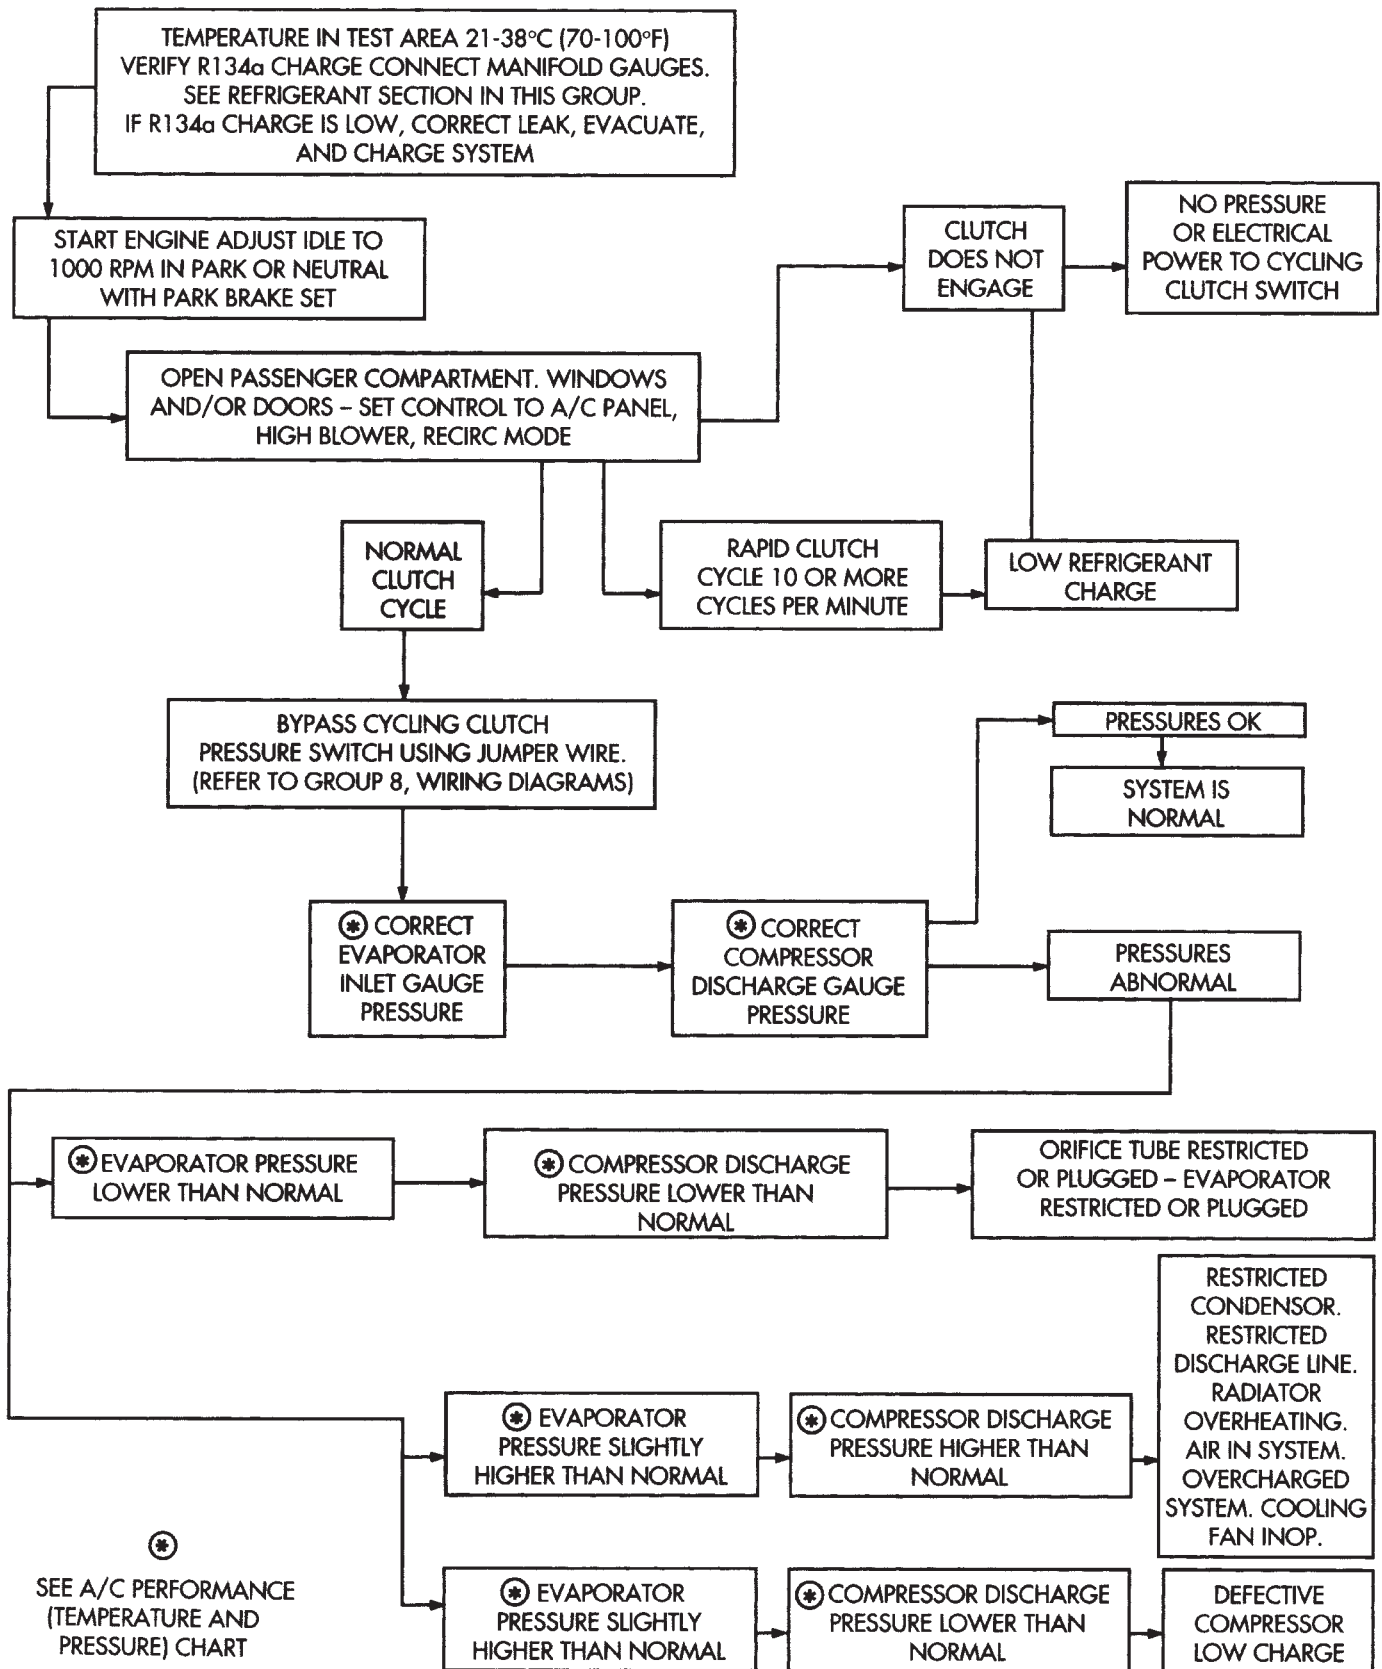 TEMPERATURE IN TEST AREA 21-38°C (70-100°F)
VERIFY R134a CHARGE CONNECT MANIFOLD GAUGES.
SEE REFRIGERANT SECTION IN THIS GROUP.
IF R134a CHARGE IS LOW, CORRECT LEAK, EVACUATE,
AND CHARGE SYSTEM
START ENGINE ADJUST IDLE TO
1000 RPM IN PARK OR NEUTRAL
WITH PARK BRAKE SET
CLUTCH
DOES NOT
ENGAGE
NO PRESSURE
OR ELECTRICAL
POWER TO CYCLING
CLUTCH SWITCH
OPEN PASSENGER COMPARTMENT. WINDOWS
AND/OR DOORS – SET CONTROL TO A/C PANEL,
HIGH BLOWER, RECIRC MODE
NORMAL
CLUTCH
CYCLE
RAPID CLUTCH
CYCLE 10 OR MORE
CYCLES PER MINUTE
LOW REFRIGERANT
CHARGE
BYPASS CYCLING CLUTCH
PRESSURE SWITCH USING JUMPER WIRE.
(REFER TO GROUP 8, WIRING DIAGRAMS)
PRESSURES OK
SYSTEM IS
NORMAL
⊛ CORRECT
EVAPORATOR
INLET GAUGE
PRESSURE
⊛ CORRECT
COMPRESSOR
DISCHARGE GAUGE
PRESSURE
PRESSURES
ABNORMAL
⊛ EVAPORATOR PRESSURE
LOWER THAN NORMAL
⊛ COMPRESSOR DISCHARGE
PRESSURE LOWER THAN
NORMAL
ORIFICE TUBE RESTRICTED
OR PLUGGED – EVAPORATOR
RESTRICTED OR PLUGGED
⊛ EVAPORATOR
PRESSURE SLIGHTLY
HIGHER THAN NORMAL
⊛ COMPRESSOR DISCHARGE
PRESSURE HIGHER THAN
NORMAL
RESTRICTED
CONDENSOR.
RESTRICTED
DISCHARGE LINE.
RADIATOR
OVERHEATING.
AIR IN SYSTEM.
OVERCHARGED
SYSTEM. COOLING
FAN INOP.
⊛
SEE A/C PERFORMANCE
(TEMPERATURE AND
PRESSURE) CHART
⊛ EVAPORATOR
PRESSURE SLIGHTLY
HIGHER THAN NORMAL
⊛ COMPRESSOR DISCHARGE
PRESSURE LOWER THAN
NORMAL
DEFECTIVE
COMPRESSOR
LOW CHARGE